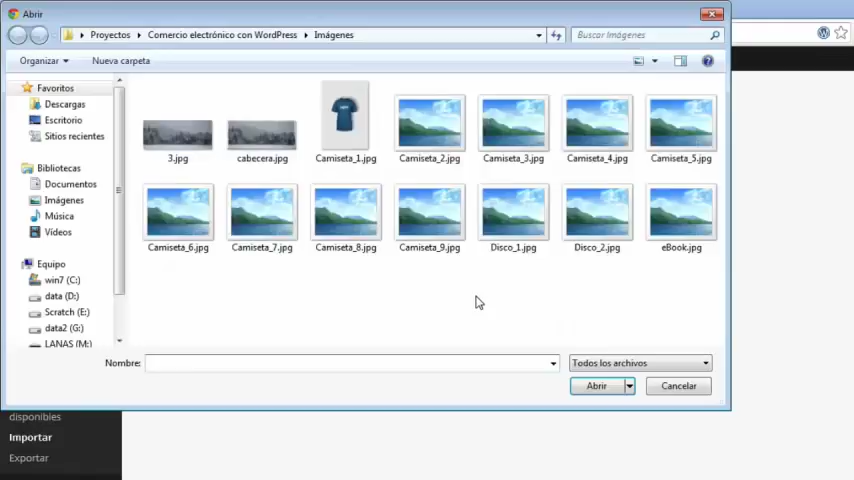 Abrir
Proyectos
Comercio electrónico con WordPress
Imágenes
Buscar Imágenes
Organizar
Nueva carpeta
Favoritos
Descargas
Escritorio
Sitios recientes
Bibliotecas
Documentos
Imágenes
Música
Vídeos
Equipo
win7 (C:)
data (D:)
Scratch (E:)
data2 (G:)
LANAS (M:)
3.jpg
cabecera.jpg
Camiseta_1.jpg
Camiseta_2.jpg
Camiseta_3.jpg
Camiseta_4.jpg
Camiseta_5.jpg
Camiseta_6.jpg
Camiseta_7.jpg
Camiseta_8.jpg
Camiseta_9.jpg
Disco_1.jpg
Disco_2.jpg
eBook.jpg
Nombre:
Todos los archivos
Abrir
Cancelar
disponibles
Importar
Exportar